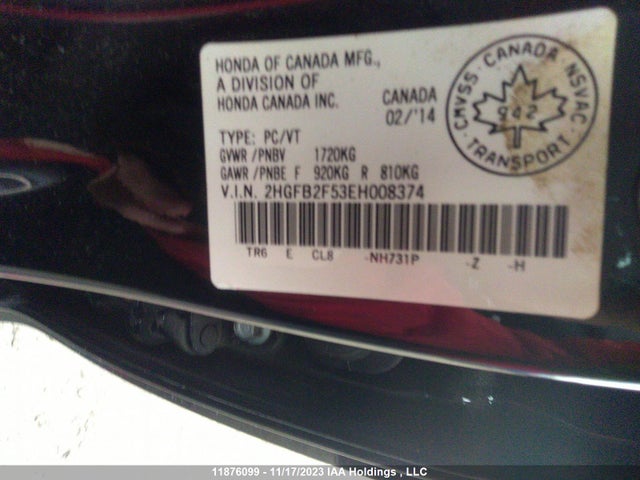 HONDA OF CANADA MFG.,
A DIVISION OF
HONDA CANADA INC.
CANADA
02/'14
CMVSS · CANADA NSVAC
942
· TRANSPORT ·
TYPE: PC/VT
GVWR /PNBV 1720KG
GAWR /PNBE F 920KG R 810KG
V.I.N. 2HGFB2F53EH008374
TR6 E CL8 -NH731P -Z -H
11876099 - 11/17/2023 IAA Holdings , LLC